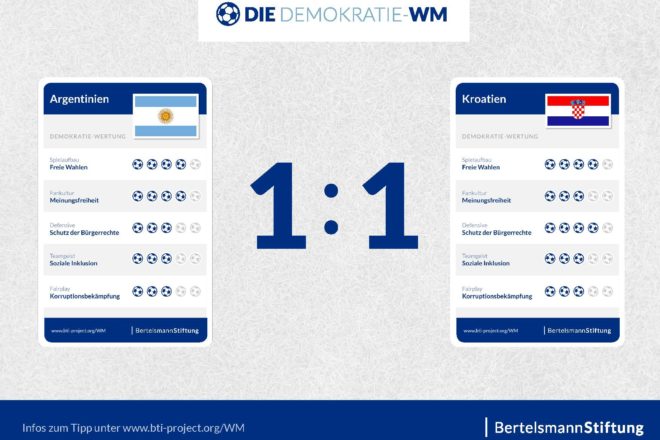 DIE DEMOKRATIE-WM
Argentinien
DEMOKRATIE-WERTUNG
Spielaufbau
Freie Wahlen
Fankultur
Meinungsfreiheit
Defensive
Schutz der Bürgerrechte
Teamgeist
Soziale Inklusion
Fairplay
Korruptionsbekämpfung
www.bti-project.org/WM
BertelsmannStiftung
1:1
Kroatien
DEMOKRATIE-WERTUNG
Spielaufbau
Freie Wahlen
Fankultur
Meinungsfreiheit
Defensive
Schutz der Bürgerrechte
Teamgeist
Soziale Inklusion
Fairplay
Korruptionsbekämpfung
www.bti-project.org/WM
BertelsmannStiftung
Infos zum Tipp unter www.bti-project.org/WM
BertelsmannStiftung